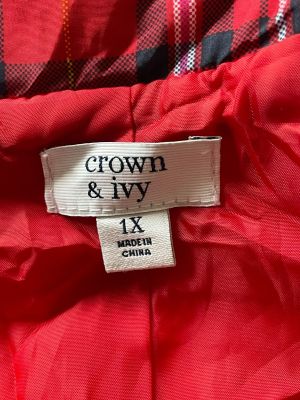 crown
& ivy
1X
MADE IN
CHINA